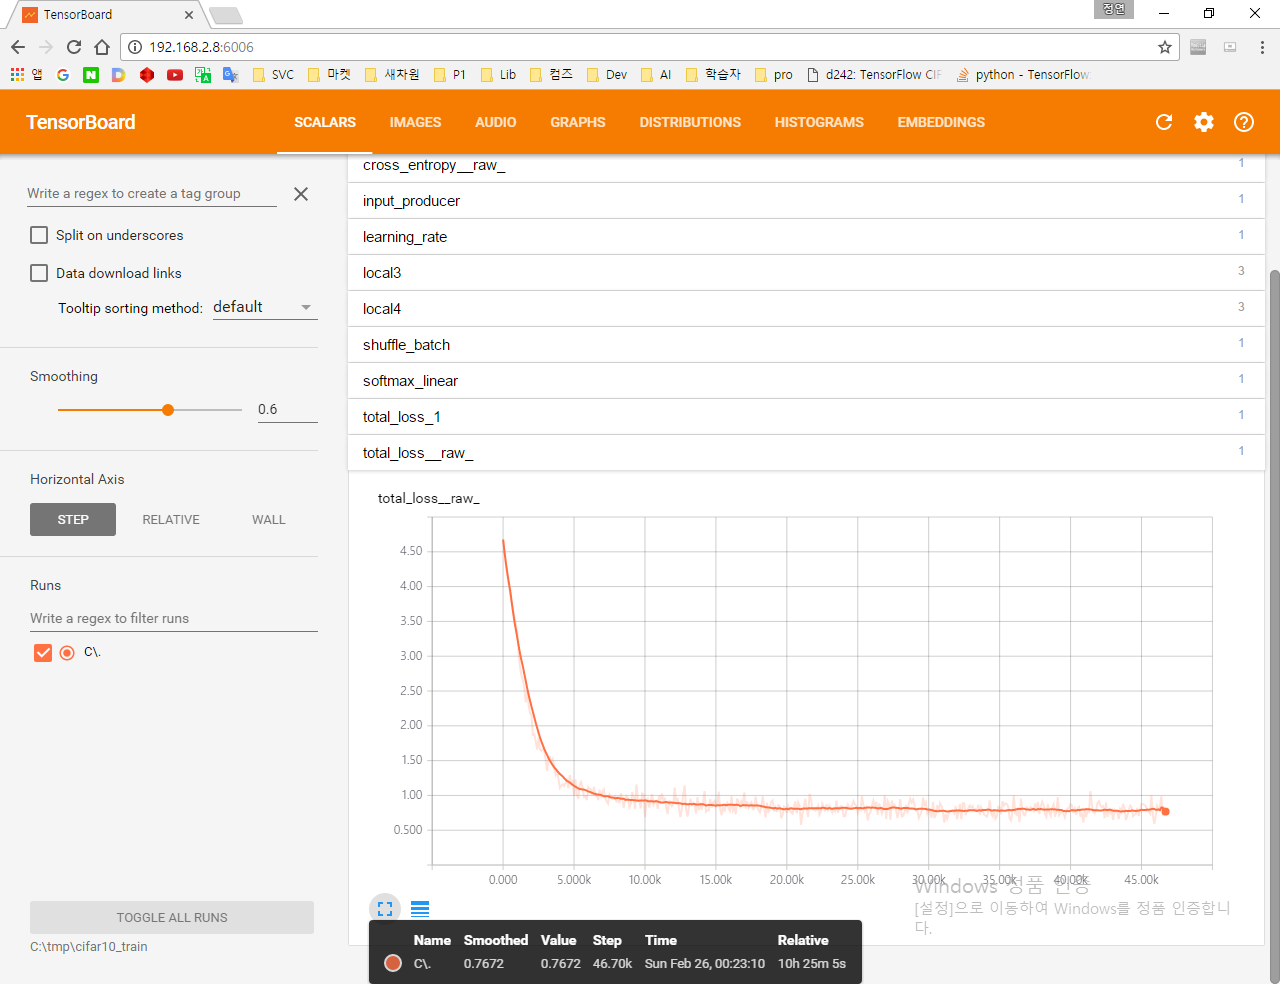 TensorBoard
정연
192.168.2.8:6006
앱 SVC 마켓 새차원 P1 Lib 컴즈 Dev AI 학습자 pro d242: TensorFlow CIF python - TensorFlow
TensorBoard SCALARS IMAGES AUDIO GRAPHS DISTRIBUTIONS HISTOGRAMS EMBEDDINGS
Write a regex to create a tag group
Split on underscores
Data download links
Tooltip sorting method: default
Smoothing
0.6
Horizontal Axis
STEP RELATIVE WALL
Runs
Write a regex to filter runs
C\.
TOGGLE ALL RUNS
C:\tmp\cifar10_train
cross_entropy__raw_ 1
input_producer 1
learning_rate 1
local3 3
local4 3
shuffle_batch 1
softmax_linear 1
total_loss_1 1
total_loss__raw_ 1
total_loss__raw_
4.50
4.00
3.50
3.00
2.50
2.00
1.50
1.00
0.500
0.000 5.000k 10.00k 15.00k 20.00k 25.00k 30.00k 35.00k 40.00k 45.00k
Windows 정품 인증
[설정]으로 이동하여 Windows를 정품 인증합니
다.
Name Smoothed Value Step Time Relative
C\. 0.7672 0.7672 46.70k Sun Feb 26, 00:23:10 10h 25m 5s